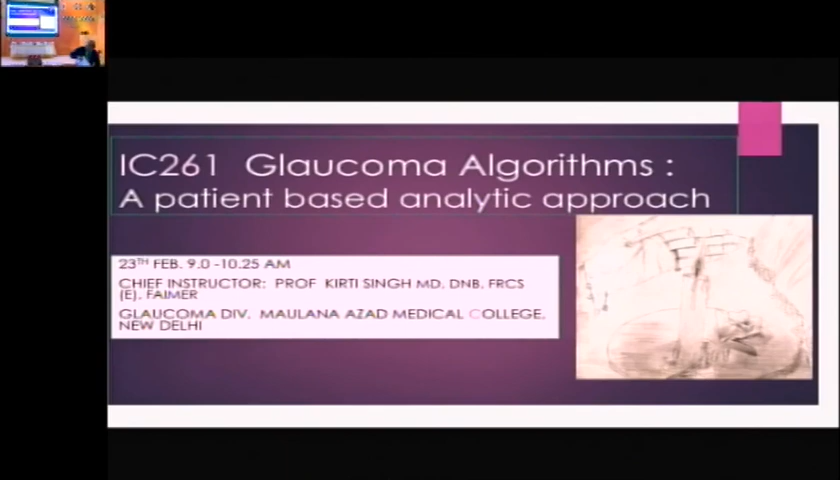 IC261 Glaucoma Algorithms :
A patient based analytic approach
23TH FEB. 9.0 -10.25 AM
CHIEF INSTRUCTOR: PROF KIRTI SINGH MD, DNB, FRCS
(E), FAIMER
GLAUCOMA DIV. MAULANA AZAD MEDICAL COLLEGE,
NEW DELHI